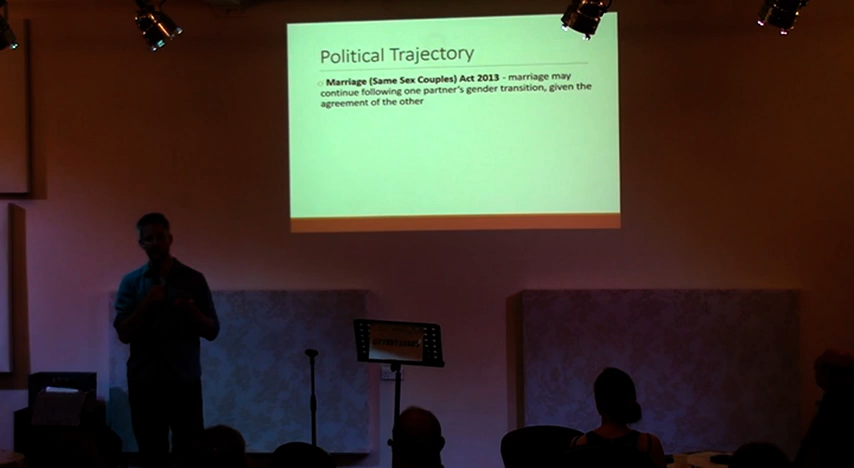 Political Trajectory
Marriage (Same Sex Couples) Act 2013 - marriage may
continue following one partner's gender transition, given the
agreement of the other